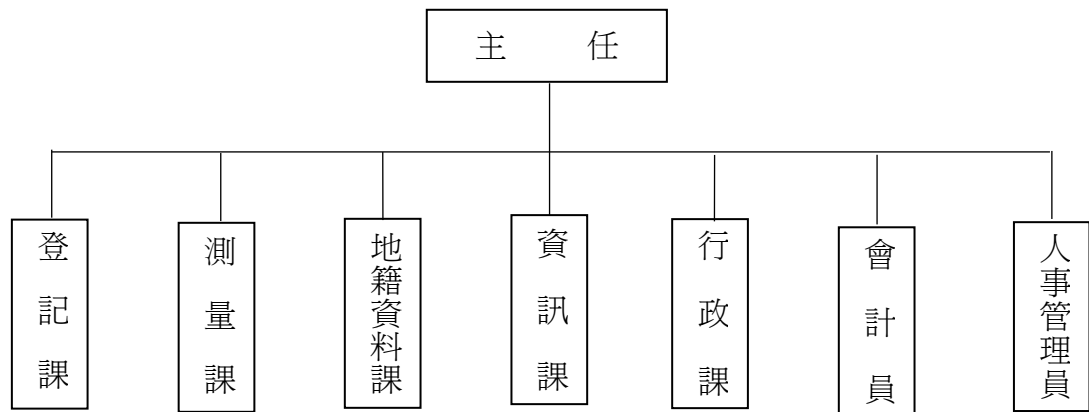 主任
登記課
測量課
地籍資料課
資訊課
行政課
會計員
人事管理員